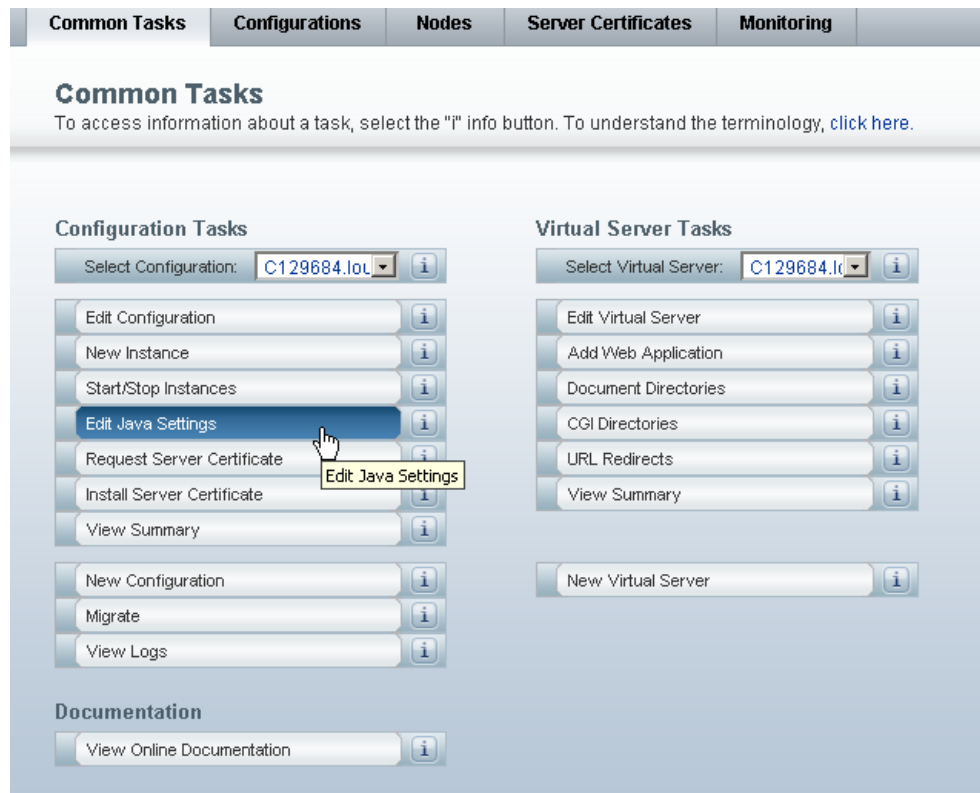 Common Tasks Configurations Nodes Server Certificates Monitoring
Common Tasks
To access information about a task, select the "i" info button. To understand the terminology, click here.
Configuration Tasks
Select Configuration: C129684.lou i
Edit Configuration i
New Instance i
Start/Stop Instances i
Edit Java Settings i
Request Server Certificate i
Edit Java Settings
Install Server Certificate i
View Summary i
New Configuration i
Migrate i
View Logs i
Documentation
View Online Documentation i
Virtual Server Tasks
Select Virtual Server: C129684.l i
Edit Virtual Server i
Add Web Application i
Document Directories i
CGI Directories i
URL Redirects i
View Summary i
New Virtual Server i